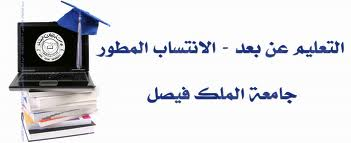 التعليم عن بعد - الانتساب المطور
جامعة الملك فيصل